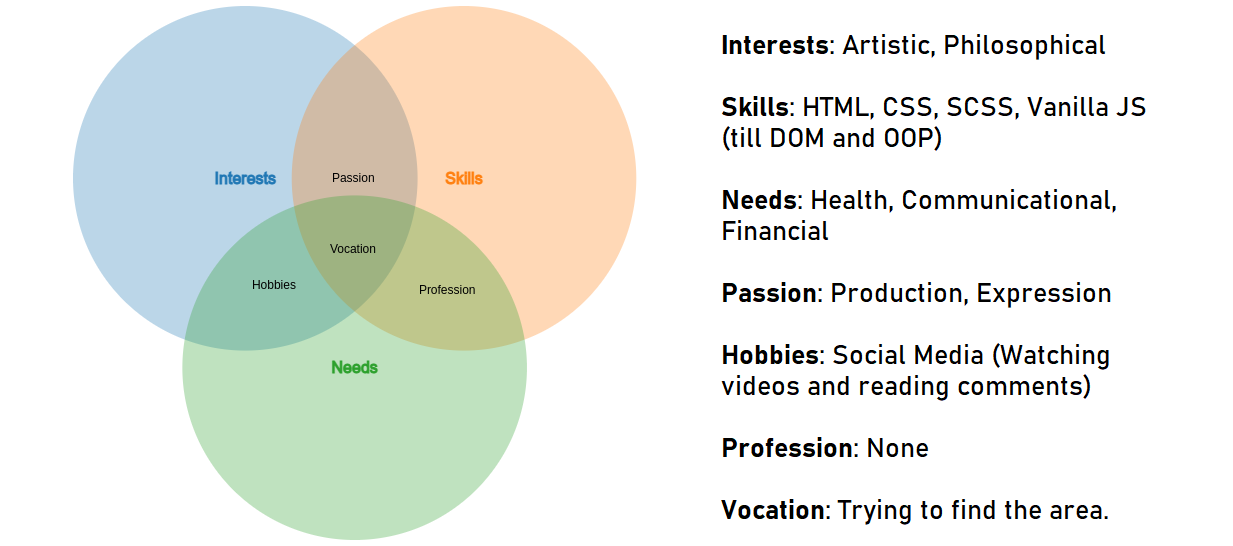 Interests
Passion
Skills
Vocation
Hobbies
Profession
Needs
Interests: Artistic, Philosophical
Skills: HTML, CSS, SCSS, Vanilla JS
(till DOM and OOP)
Needs: Health, Communicational,
Financial
Passion: Production, Expression
Hobbies: Social Media (Watching
videos and reading comments)
Profession: None
Vocation: Trying to find the area.